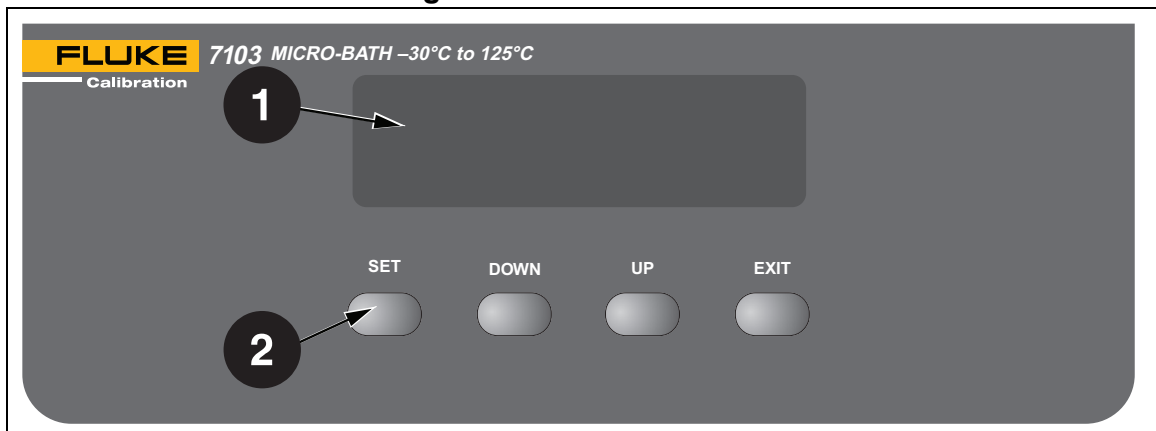 FLUKE 7103 MICRO-BATH –30°C to 125°C
Calibration
1
SET DOWN UP EXIT
2